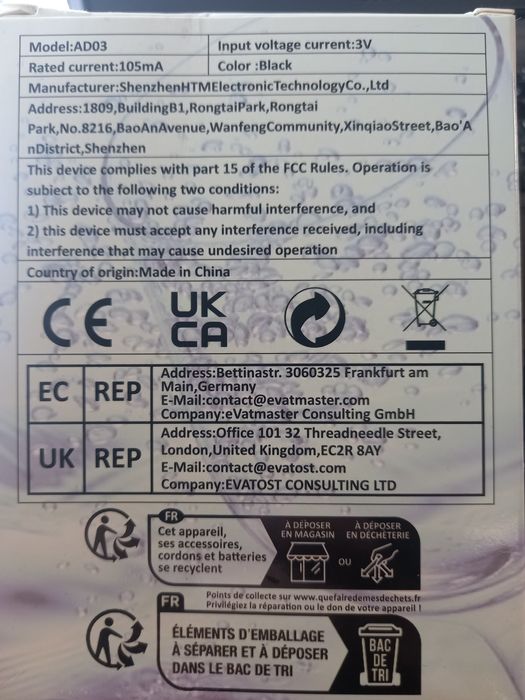 Model:AD03 Input voltage current:3V
Rated current:105mA Color :Black
Manufacturer:ShenzhenHTMElectronicTechnologyCo.,Ltd
Address:1809,BuildingB1,RongtaiPark,Rongtai
Park,No.8216,BaoAnAvenue,WanfengCommunity,XinqiaoStreet,Bao'A
nDistrict,Shenzhen
This device complies with part 15 of the FCC Rules. Operation is
subject to the following two conditions:
1) This device may not cause harmful interference, and
2) this device must accept any interference received, including
interference that may cause undesired operation
Country of origin:Made in China
CE
UK
CA
EC REP
Address:Bettinastr. 3060325 Frankfurt am
Main,Germany
E-Mail:contact@evatmaster.com
Company:eVatmaster Consulting GmbH
UK REP
Address:Office 101 32 Threadneedle Street,
London,United Kingdom,EC2R 8AY
E-Mail:contact@evatost.com
Company:EVATOST CONSULTING LTD
FR
Cet appareil,
ses accessoires,
cordons et batteries
se recyclent
À DÉPOSER
EN MAGASIN
OU
À DÉPOSER
EN DÉCHÈTERIE
Points de collecte sur www.quefairedemesdechets.fr
Privilégiez la réparation ou le don de votre appareil !
FR
ÉLÉMENTS D'EMBALLAGE
À SÉPARER ET À DÉPOSER
DANS LE BAC DE TRI
BAC
DE
TRI